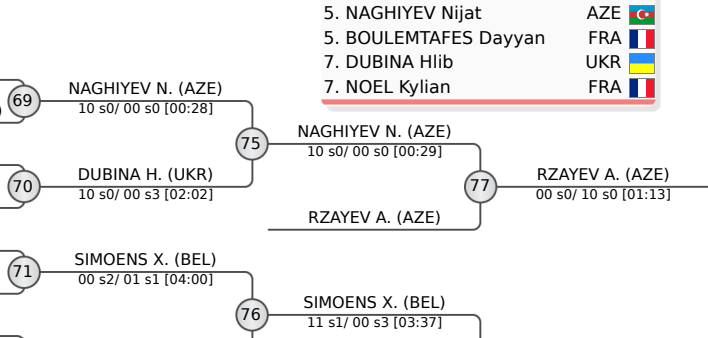 5. NAGHIYEV Nijat AZE
5. BOULEMTAFES Dayyan FRA
7. DUBINA Hlib UKR
7. NOEL Kylian FRA
69
NAGHIYEV N. (AZE)
10 s0/ 00 s0 [00:28]
75
NAGHIYEV N. (AZE)
10 s0/ 00 s0 [00:29]
70
DUBINA H. (UKR)
10 s0/ 00 s3 [02:02]
77
RZAYEV A. (AZE)
00 s0/ 10 s0 [01:13]
RZAYEV A. (AZE)
71
SIMOENS X. (BEL)
00 s2/ 01 s1 [04:00]
76
SIMOENS X. (BEL)
11 s1/ 00 s3 [03:37]